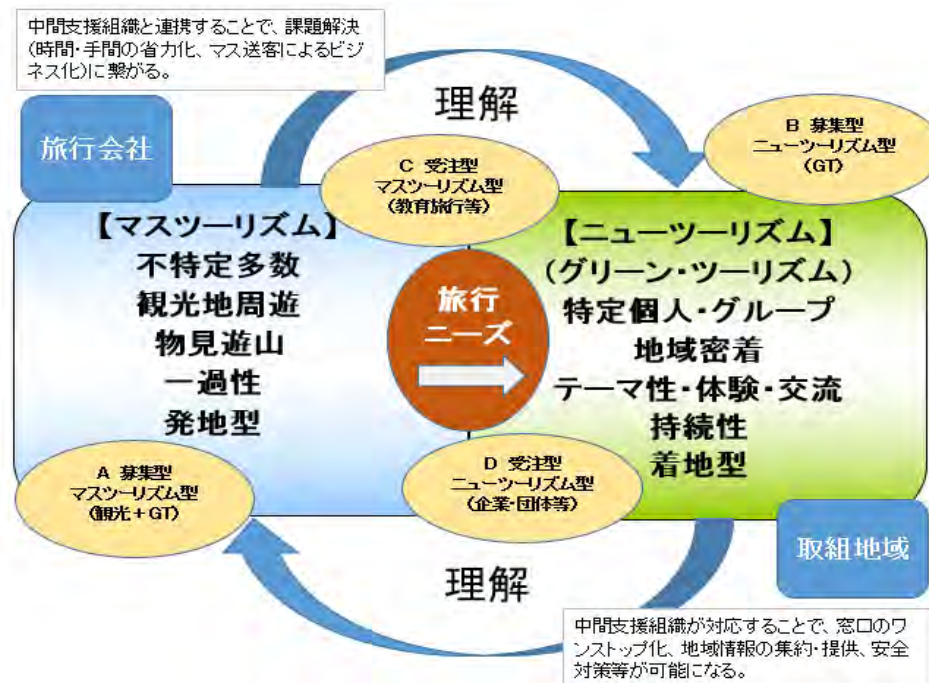 中間支援組織と連携することで、課題解決
(時間・手間の省力化、マス送客によるビジ
ネス化)に繋がる。
理解
旅行会社
B 募集型
ニューツーリズム型
(GT)
C 受注型
マスツーリズム型
(教育旅行等)
【マスツーリズム】
不特定多数
観光地周遊
物見遊山
一過性
発地型
旅行
ニーズ
【ニューツーリズム】
(グリーン・ツーリズム)
特定個人・グループ
地域密着
テーマ性・体験・交流
持続性
着地型
A 募集型
マスツーリズム型
(観光+GT)
D 受注型
ニューツーリズム型
(企業・団体等)
取組地域
理解
中間支援組織が対応することで、窓口のワ
ンストップ化、地域情報の集約・提供、安全
対策等が可能になる。